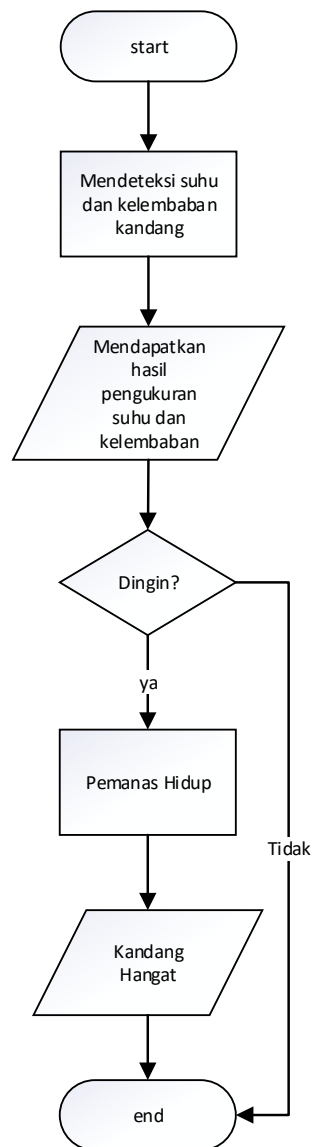 start
Mendeteksi suhu
dan kelembaban
kandang
Mendapatkan
hasil
pengukuran
suhu dan
kelembaban
Dingin?
ya
Pemanas Hidup
Tidak
Kandang
Hangat
end